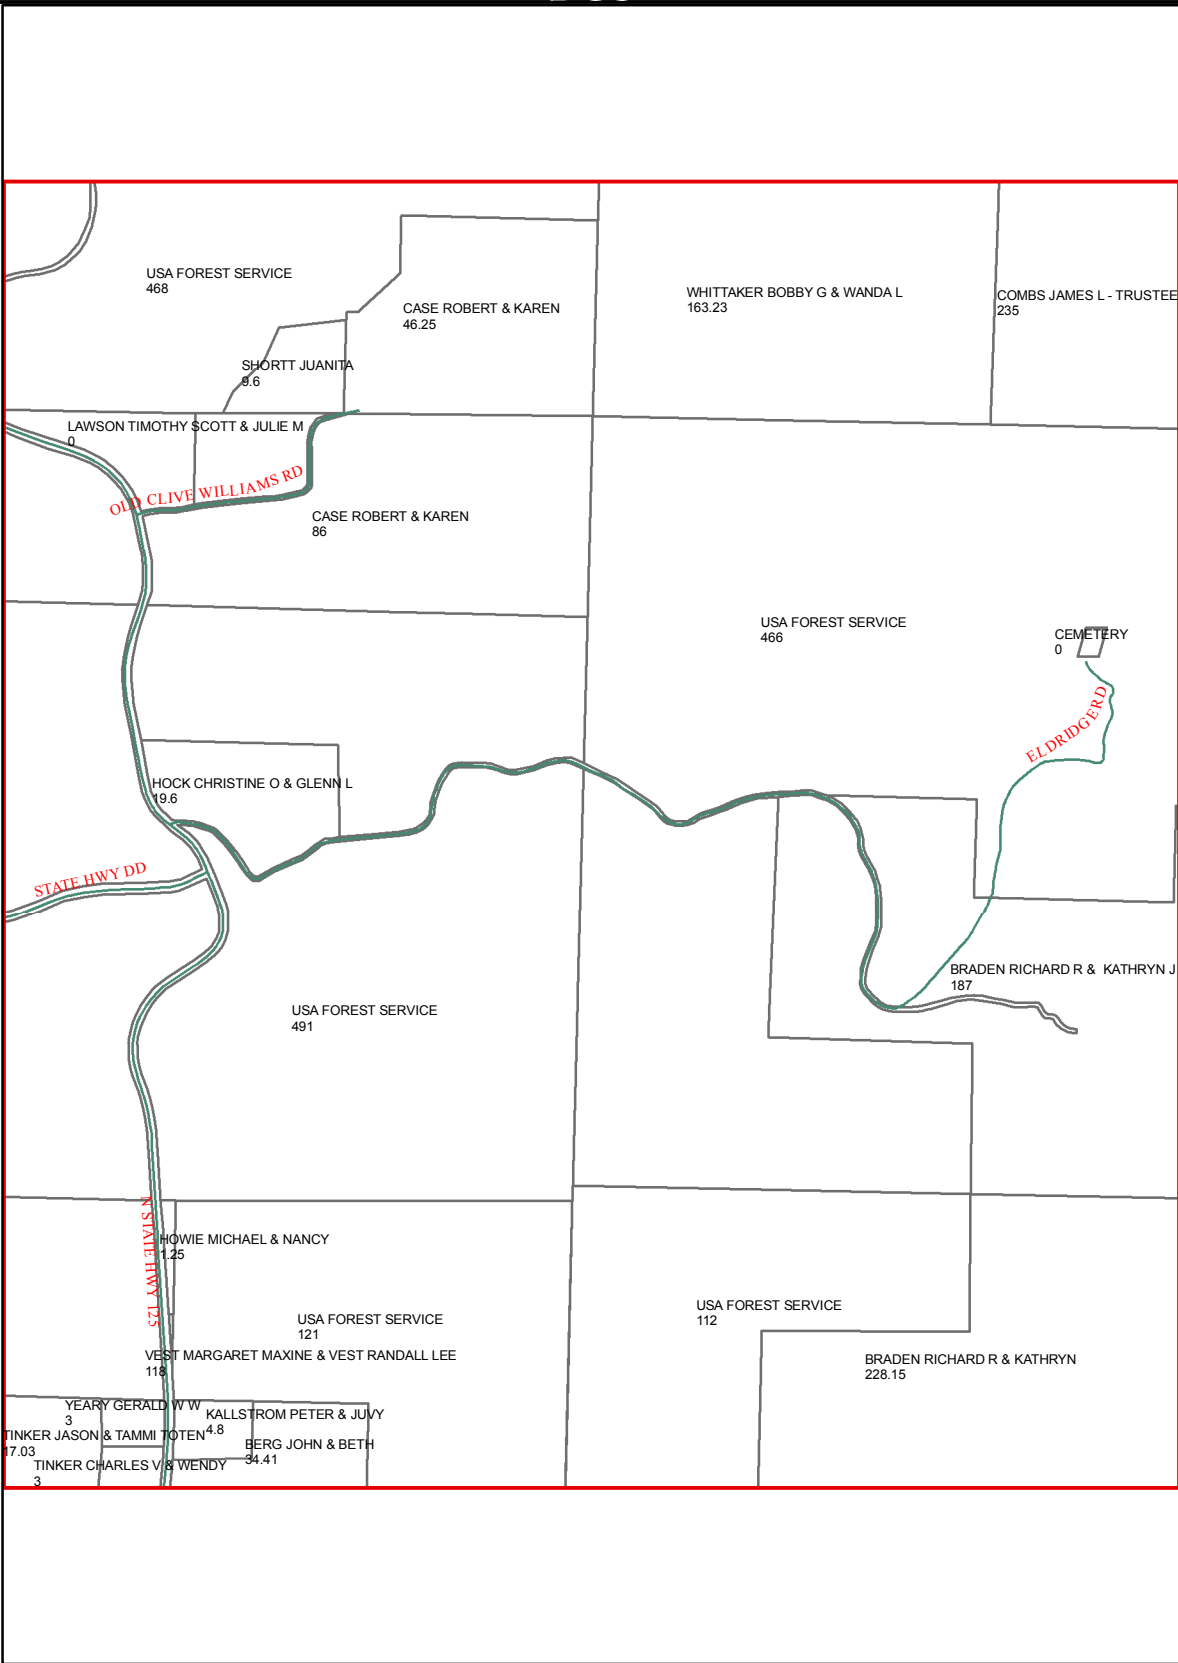 USA FOREST SERVICE
468
CASE ROBERT & KAREN
46.25
WHITTAKER BOBBY G & WANDA L
163.23
COMBS JAMES L - TRUSTEE
235
SHORTT JUANITA
9.6
LAWSON TIMOTHY SCOTT & JULIE M
0
OLD CLIVE WILLIAMS RD
CASE ROBERT & KAREN
86
USA FOREST SERVICE
466
CEMETERY
0
ELDRIDGE RD
HOCK CHRISTINE O & GLENN L
19.6
STATE HWY DD
BRADEN RICHARD R & KATHRYN J
187
USA FOREST SERVICE
491
N STATE HWY 125
HOWIE MICHAEL & NANCY
1.25
USA FOREST SERVICE
121
USA FOREST SERVICE
112
VEST MARGARET MAXINE & VEST RANDALL LEE
118
BRADEN RICHARD R & KATHRYN
228.15
YEARY GERALD W W
3
KALLSTROM PETER & JUVY
4.8
TINKER JASON & TAMMI TOTEN
17.03
BERG JOHN & BETH
34.41
TINKER CHARLES V & WENDY
3